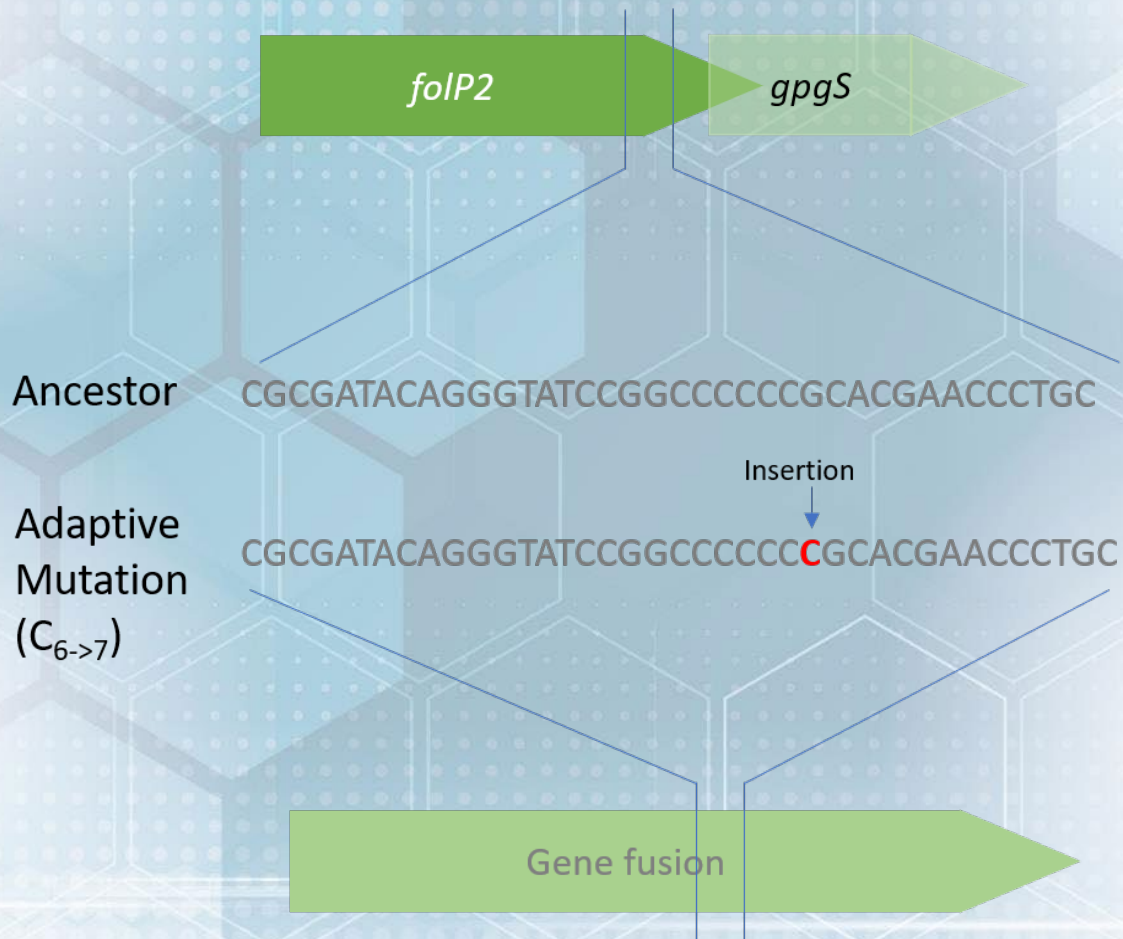 folP2
gpgS
Ancestor
CGCGATACAGGGTATCCGGCCCCCCGCACGAACCCTGC
Insertion
Adaptive
Mutation
(C6->7)
CGCGATACAGGGTATCCGGCCCCCCCGCACGAACCCTGC
Gene fusion